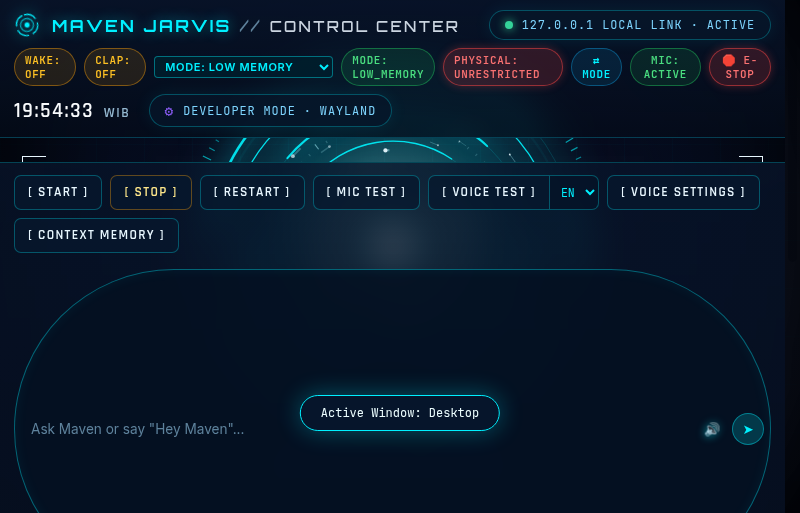 MAVEN JARVIS // CONTROL CENTER
127.0.0.1 LOCAL LINK · ACTIVE
WAKE:
OFF
CLAP:
OFF
MODE: LOW MEMORY
MODE:
LOW_MEMORY
PHYSICAL:
UNRESTRICTED
⇄
MODE
MIC:
ACTIVE
🛑 E-
STOP
19:54:33 WIB
⚙ DEVELOPER MODE · WAYLAND
[ START ]
[ STOP ]
[ RESTART ]
[ MIC TEST ]
[ VOICE TEST ]
EN
[ VOICE SETTINGS ]
[ CONTEXT MEMORY ]
Active Window: Desktop
Ask Maven or say "Hey Maven"...